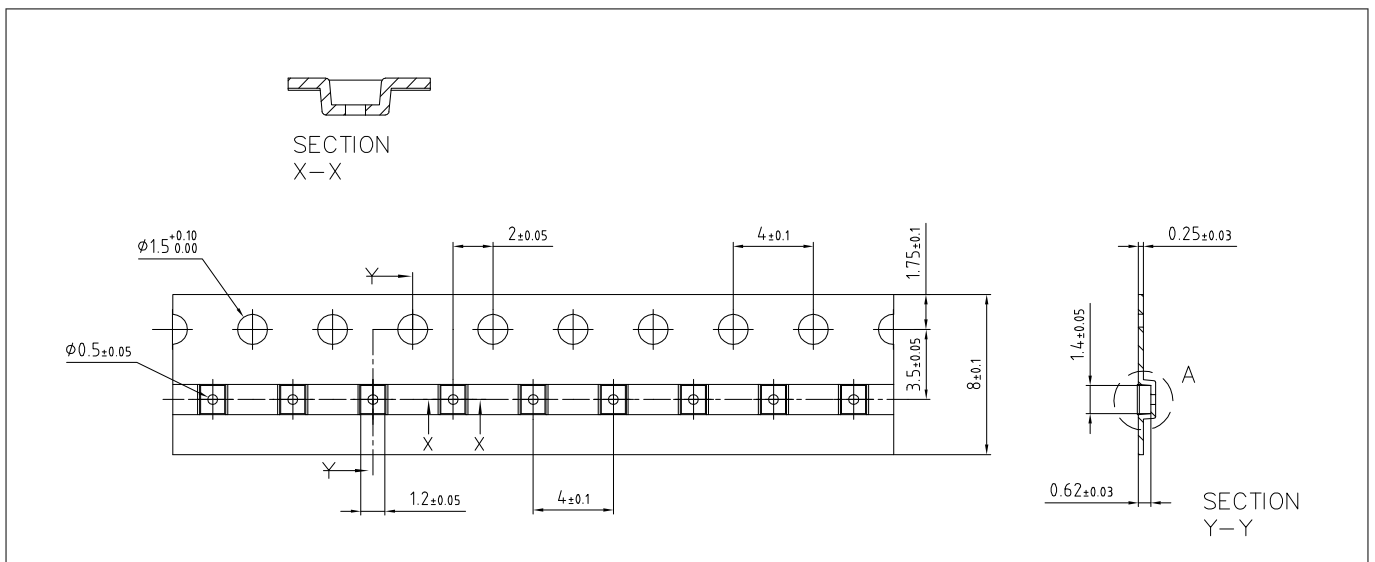 SECTION
X–X
⌀1.5 +0.10 0.00
2±0.05
4±0.1
1.75±0.1
0.25±0.03
Y
⌀0.5±0.05
3.5±0.05
8±0.1
1.4±0.05
A
X X
Y
1.2±0.05
4±0.1
0.62±0.03
SECTION
Y–Y